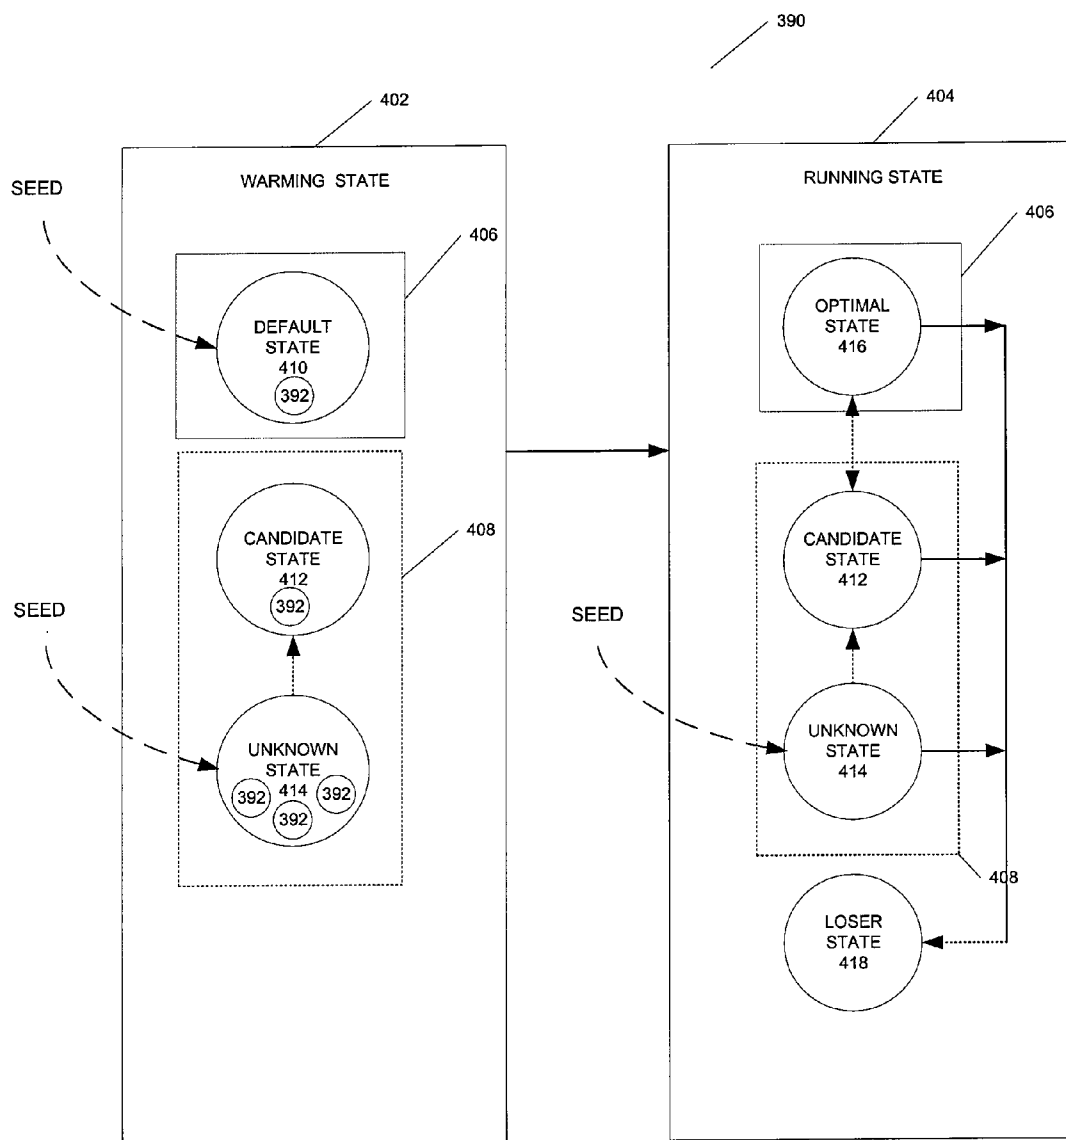 390
402
404
WARMING STATE
RUNNING STATE
SEED
406
406
DEFAULT
STATE
410
392
OPTIMAL
STATE
416
408
CANDIDATE
STATE
412
392
CANDIDATE
STATE
412
SEED
SEED
UNKNOWN
STATE
414
392
392
392
UNKNOWN
STATE
414
408
LOSER
STATE
418